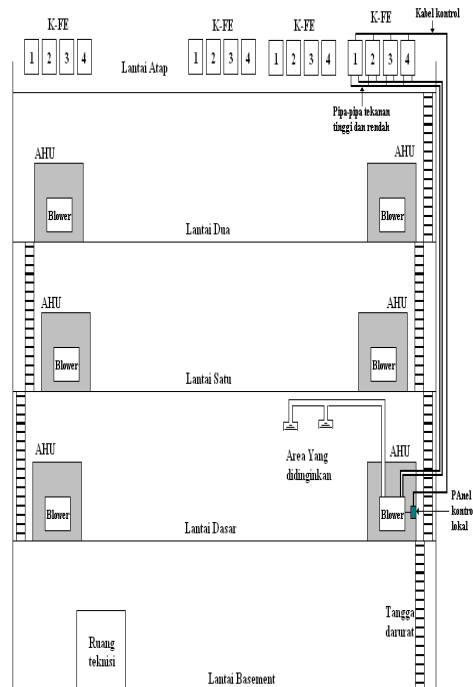 K-FE
K-FE
K-FE
K-FE
Kabel kontrol
1 2 3 4
1 2 3 4
1 2 3 4
1 2 3 4
Lantai Atap
Pipa-pipa tekanan
tinggi dan rendah
AHU
AHU
Blower
Blower
Lantai Dua
AHU
AHU
Blower
Blower
Lantai Satu
AHU
Area Yang
didinginkan
AHU
Blower
Blower
PAnel
kontro
lokal
Lantai Dasar
Tangga
darurat
Ruang
teknisi
Lantai Basement